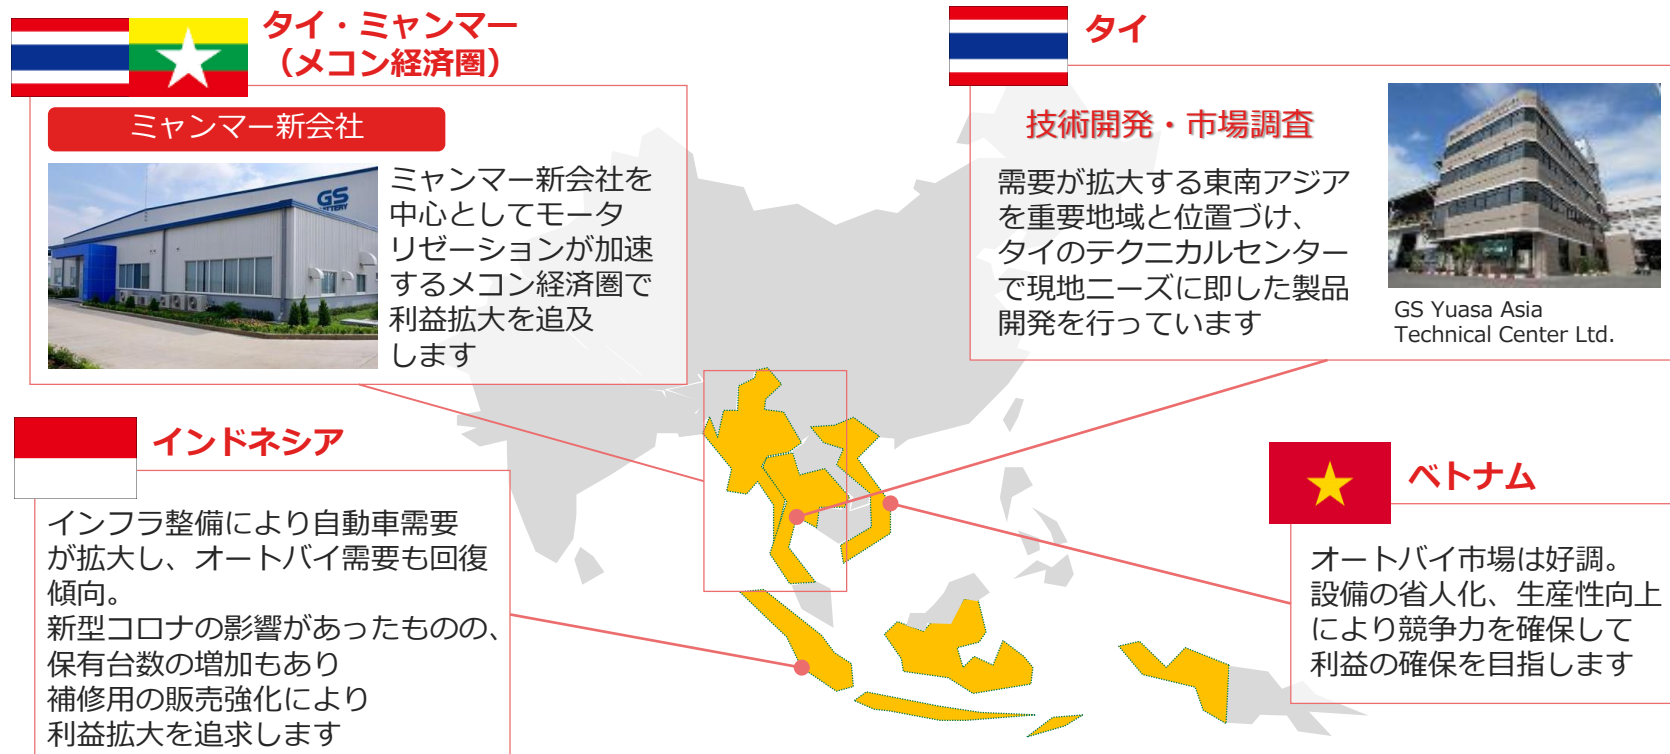 タイ・ミャンマー
（メコン経済圏）
ミャンマー新会社
GS
BATTERY
ミャンマー新会社を
中心としてモータ
リゼーションが加速
するメコン経済圏で
利益拡大を追及
します
タイ
技術開発・市場調査
需要が拡大する東南アジア
を重要地域と位置づけ、
タイのテクニカルセンター
で現地ニーズに即した製品
開発を行っています
GS Yuasa Asia
Technical Center Ltd.
インドネシア
インフラ整備により自動車需要
が拡大し、オートバイ需要も回復
傾向。
新型コロナの影響があったものの、
保有台数の増加もあり
補修用の販売強化により
利益拡大を追求します
ベトナム
オートバイ市場は好調。
設備の省人化、生産性向上
により競争力を確保して
利益の確保を目指します